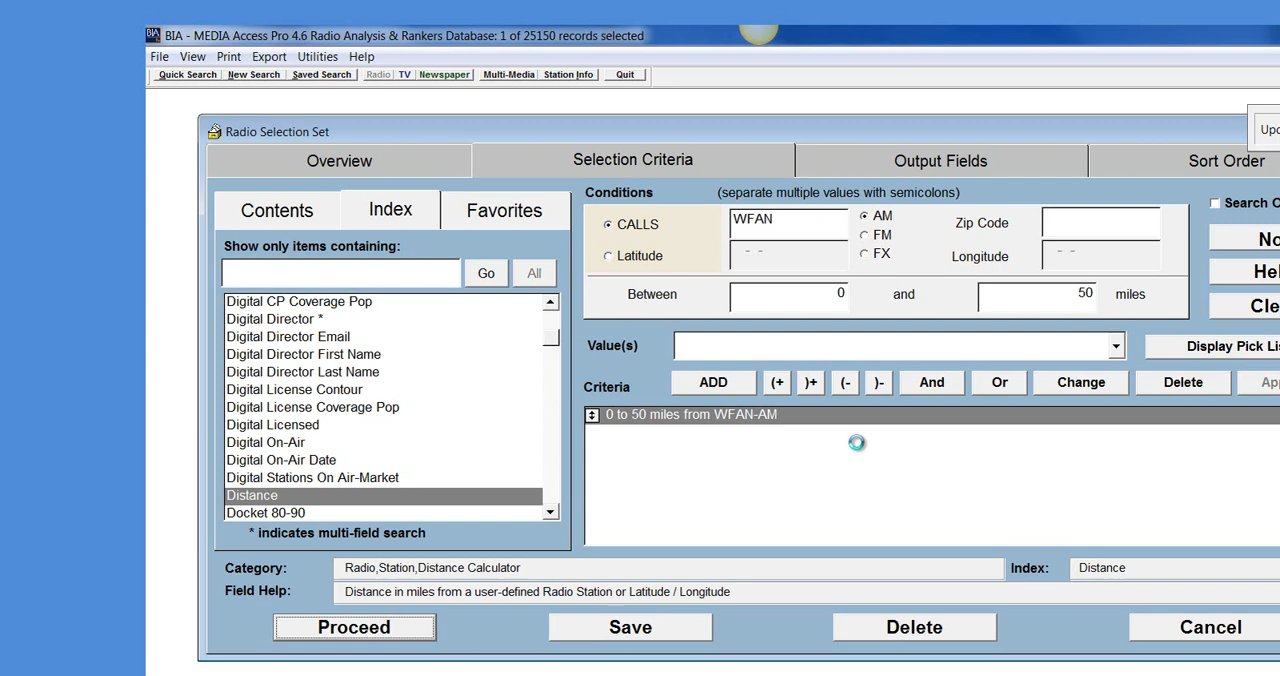 BIA BIA - MEDIA Access Pro 4.6 Radio Analysis & Rankers Database: 1 of 25150 records selected
File View Print Export Utilities Help
Quick Search New Search Saved Search Radio TV Newspaper Multi-Media Station Info Quit
Radio Selection Set
Overview Selection Criteria Output Fields Sort Order
Contents Index Favorites
Show only items containing:
Go All
Digital CP Coverage Pop
Digital Director *
Digital Director Email
Digital Director First Name
Digital Director Last Name
Digital License Contour
Digital License Coverage Pop
Digital Licensed
Digital On-Air
Digital On-Air Date
Digital Stations On Air-Market
Distance
Docket 80-90
* indicates multi-field search
Conditions (separate multiple values with semicolons)
CALLS WFAN AM Zip Code
FM
Latitude - - FX Longitude - -
Between 0 and 50 miles
Search
Value(s) Display Pick
Criteria ADD (+ )+ (- )- And Or Change Delete
0 to 50 miles from WFAN-AM
Category: Radio,Station,Distance Calculator Index: Distance
Field Help: Distance in miles from a user-defined Radio Station or Latitude / Longitude
Proceed Save Delete Cancel